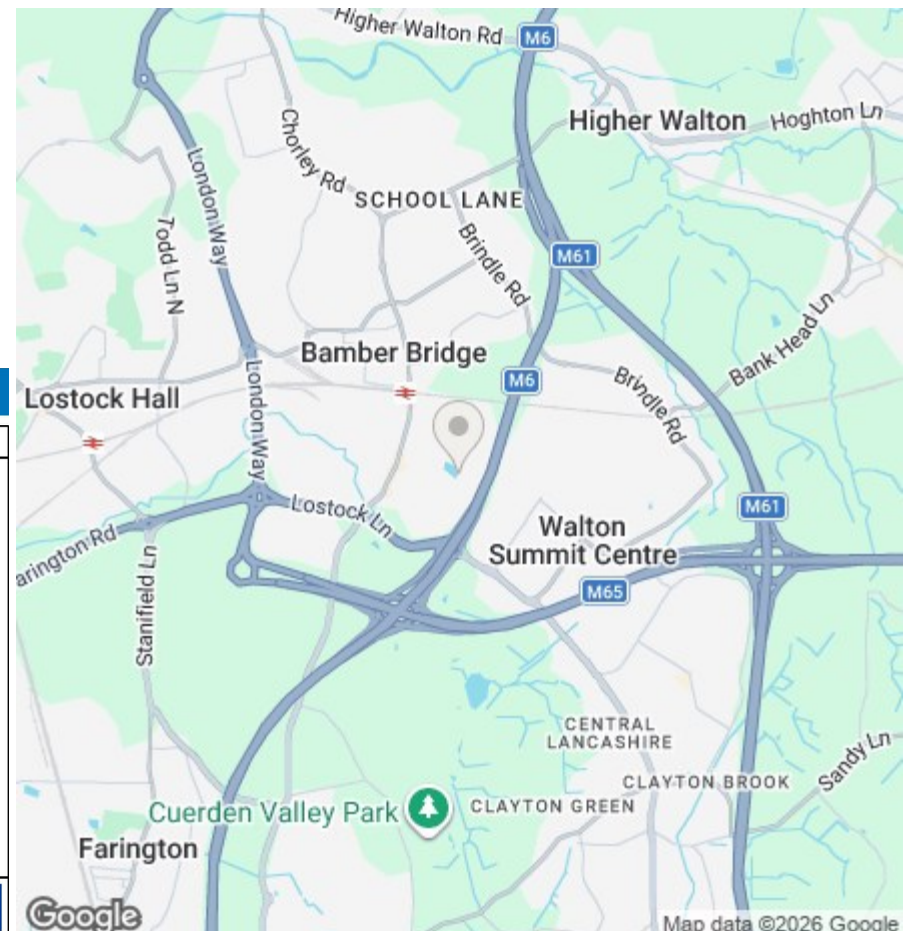 Higher Walton Rd
M6
Higher Walton
Hoghton Ln
Chorley Rd
London Way
SCHOOL LANE
Todd Ln N
Brindle Rd
M61
Bank Head Ln
Bamber Bridge
M6
Brindle Rd
Lostock Hall
London Way
Lostock Ln
M61
Walton
Summit Centre
arington Rd
Stanifield Ln
M65
CENTRAL
LANCASHIRE
Sandy Ln
CLAYTON BROOK
Cuerden Valley Park
CLAYTON GREEN
Farington
Google
Map data ©2026 Google